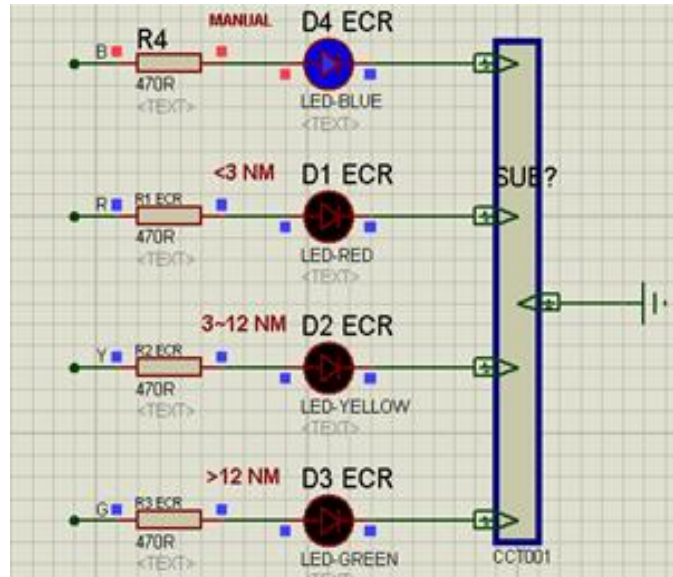 MANUAL
D4 ECR
B
R4
470R
<TEXT>
LED-BLUE
<TEXT>
<3 NM
D1 ECR
SUB?
R
R1 ECR
470R
<TEXT>
LED-RED
<TEXT>
3~12 NM
D2 ECR
Y
R2 ECR
470R
<TEXT>
LED-YELLOW
<TEXT>
>12 NM
D3 ECR
G
R3 ECR
470R
<TEXT>
LED-GREEN
<TEXT>
CCT001